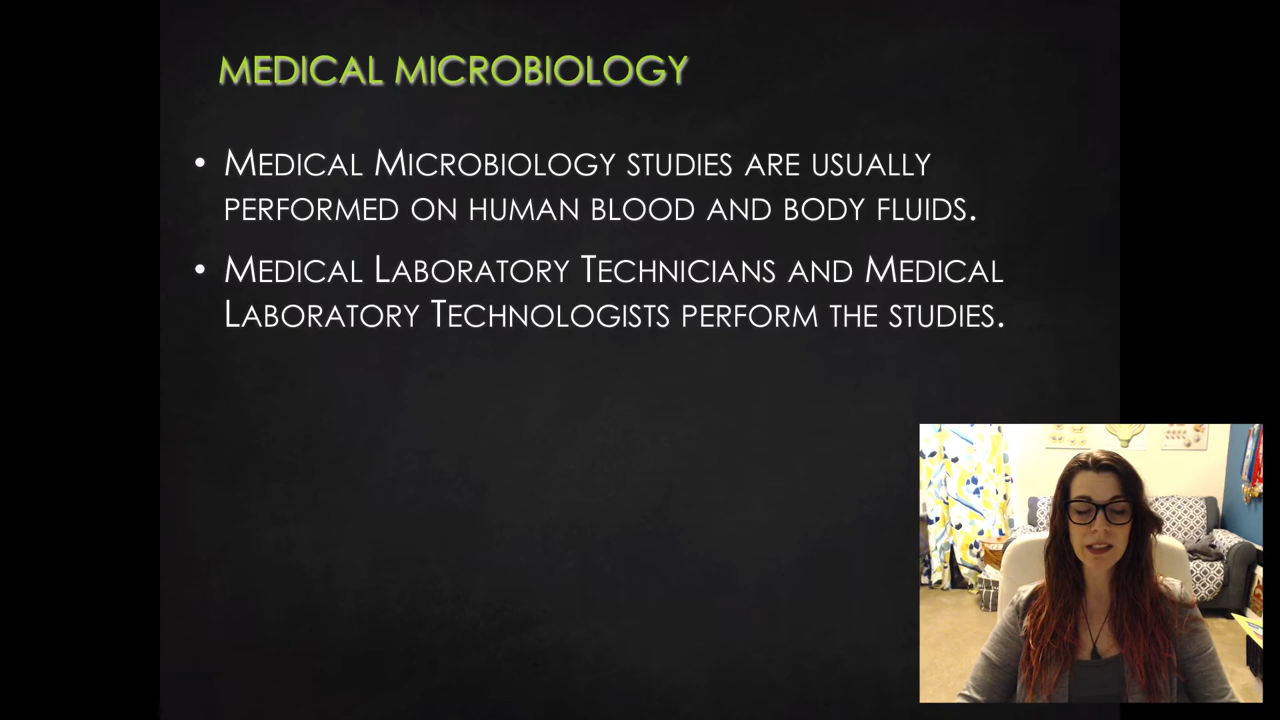 MEDICAL MICROBIOLOGY
• MEDICAL MICROBIOLOGY STUDIES ARE USUALLY
PERFORMED ON HUMAN BLOOD AND BODY FLUIDS.
• MEDICAL LABORATORY TECHNICIANS AND MEDICAL
LABORATORY TECHNOLOGISTS PERFORM THE STUDIES.